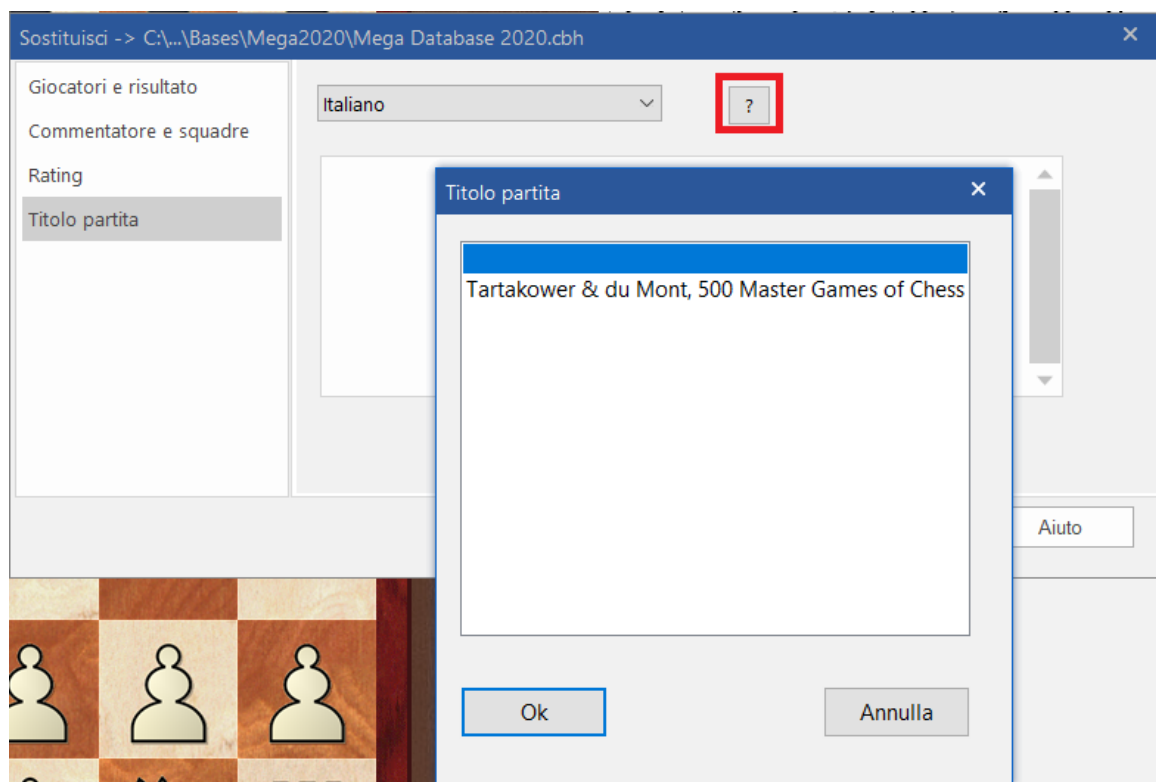 Sostituisci -> C:\...\Bases\Mega2020\Mega Database 2020.cbh
Giocatori e risultato
Commentatore e squadre
Rating
Titolo partita
Italiano
?
Titolo partita
Tartakower & du Mont, 500 Master Games of Chess
Aiuto
Ok
Annulla